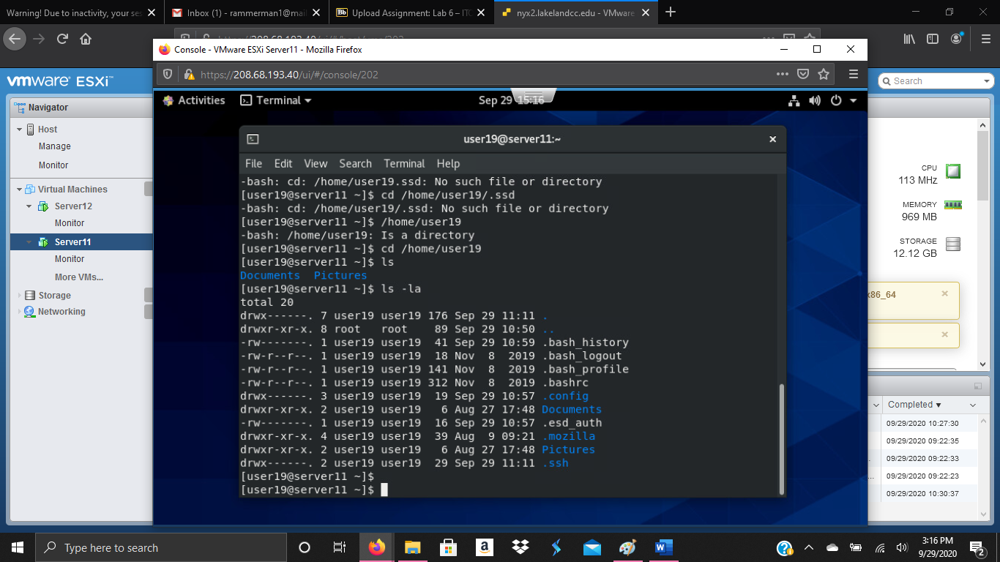 Warning! Due to inactivity, your ses
Inbox (1) - rammerman1@mail
Bb Upload Assignment: Lab 6 – ITC
nyx2.lakelandcc.edu - VMware
Console - VMware ESXi Server11 - Mozilla Firefox
https://208.68.193.40/ui/#/console/202
vmware ESXi™
Search
Navigator
Host
Manage
Monitor
Virtual Machines
Server12
Monitor
Server11
Monitor
More VMs...
Storage
Networking
Activities
Terminal
Sep 29 15:16
user19@server11:~
File Edit View Search Terminal Help
-bash: cd: /home/user19.ssd: No such file or directory
[user19@server11 ~]$ cd /home/user19/.ssd
-bash: cd: /home/user19/.ssd: No such file or directory
[user19@server11 ~]$ /home/user19
-bash: /home/user19: Is a directory
[user19@server11 ~]$ cd /home/user19
[user19@server11 ~]$ ls
Documents  Pictures
[user19@server11 ~]$ ls -la
total 20
drwx------. 7 user19 user19 176 Sep 29 11:11 .
drwxr-xr-x. 8 root   root    89 Sep 29 10:50 ..
-rw-------. 1 user19 user19  41 Sep 29 10:59 .bash_history
-rw-r--r--. 1 user19 user19  18 Nov  8  2019 .bash_logout
-rw-r--r--. 1 user19 user19 141 Nov  8  2019 .bash_profile
-rw-r--r--. 1 user19 user19 312 Nov  8  2019 .bashrc
drwx------. 3 user19 user19  19 Sep 29 10:57 .config
drwxr-xr-x. 2 user19 user19   6 Aug 27 17:48 Documents
-rw-------. 1 user19 user19  16 Sep 29 10:57 .esd_auth
drwxr-xr-x. 4 user19 user19  39 Aug  9 09:21 .mozilla
drwxr-xr-x. 2 user19 user19   6 Aug 27 17:48 Pictures
drwx------. 2 user19 user19  29 Sep 29 11:11 .ssh
[user19@server11 ~]$
[user19@server11 ~]$
CPU
113 MHz
MEMORY
969 MB
STORAGE
12.12 GB
x86_64
Completed ▼
09/29/2020 10:27:30
09/29/2020 09:22:35
09/29/2020 09:22:33
09/29/2020 09:22:23
09/29/2020 10:30:37
Type here to search
3:16 PM
9/29/2020
2